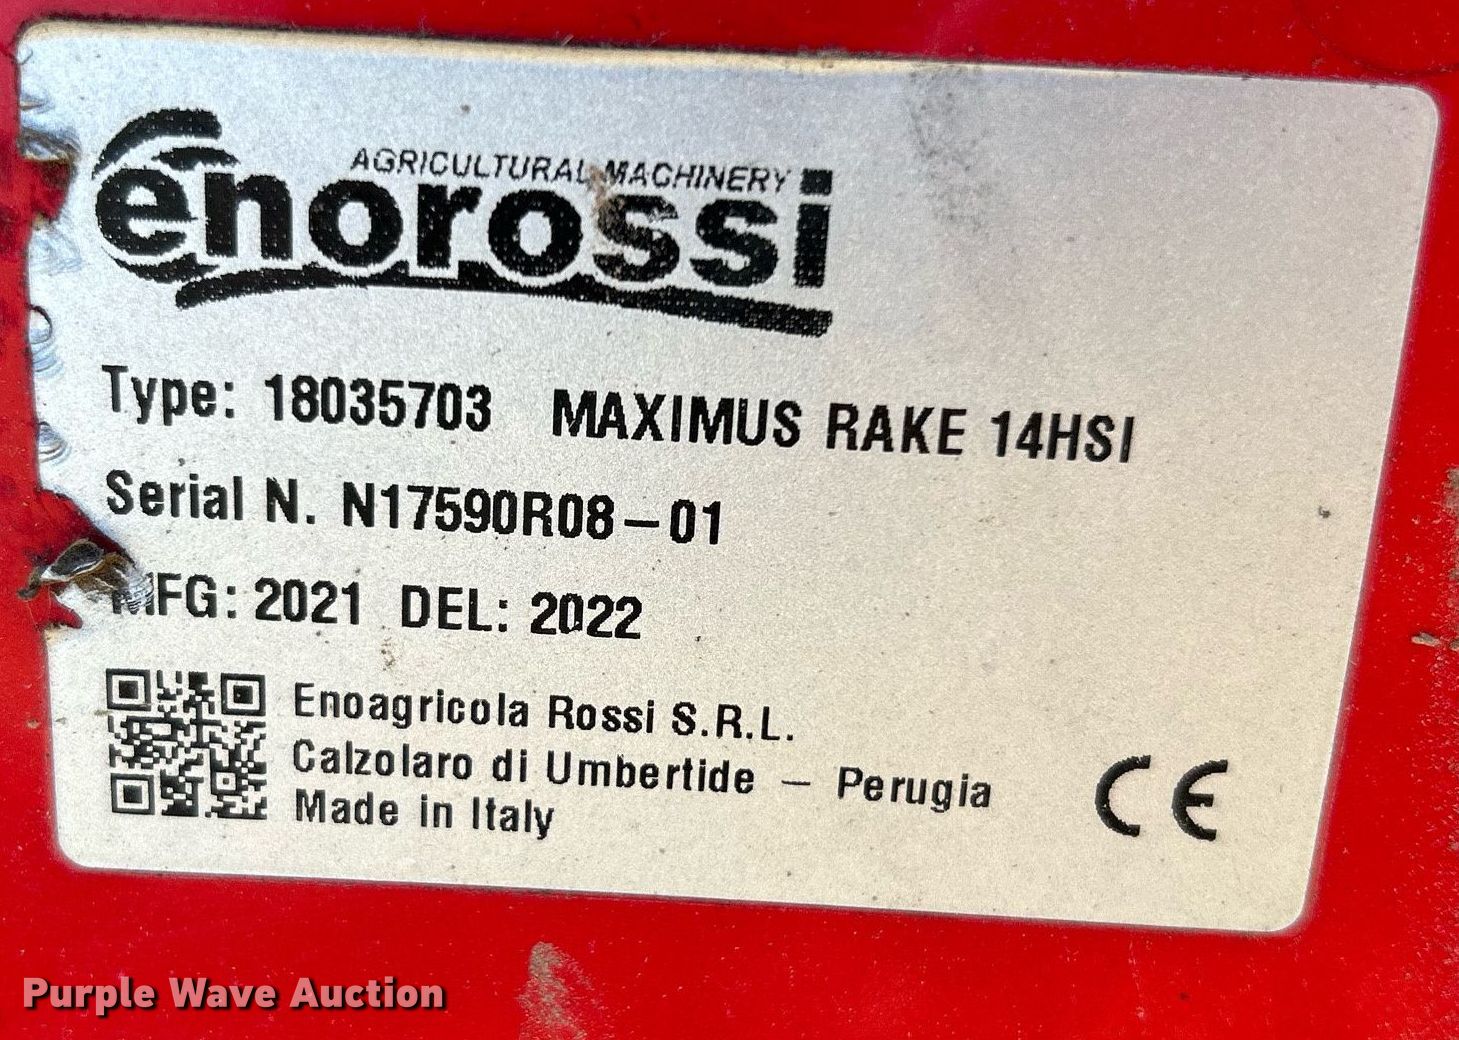 AGRICULTURAL MACHINERY
enorossi
Type: 18035703 MAXIMUS RAKE 14HSI
Serial N. N17590R08-01
MFG: 2021 DEL: 2022
Enoagricola Rossi S.R.L.
Calzolaro di Umbertide - Perugia
Made in Italy
CE
Purple Wave Auction